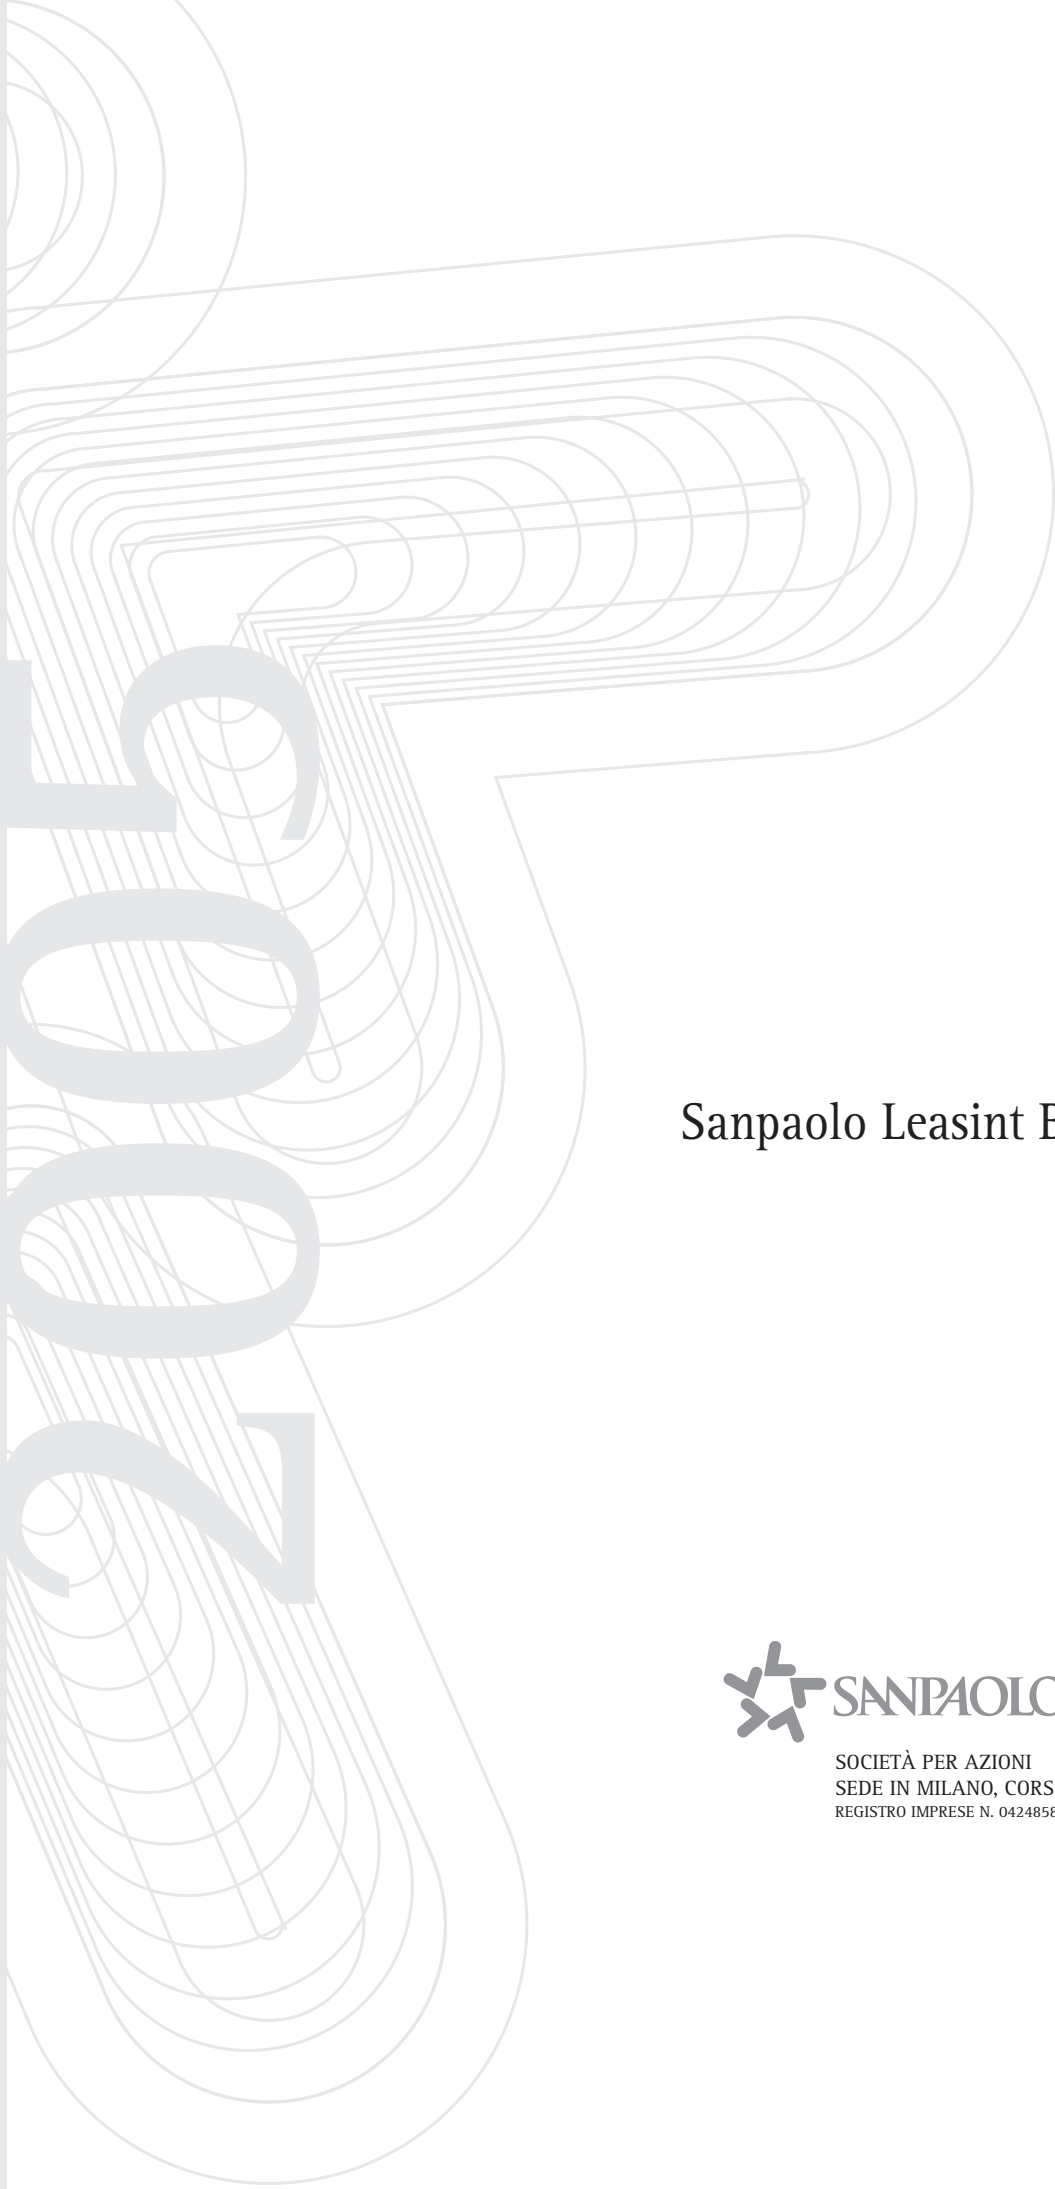 2005
Sanpaolo Leasint B
SANPAOLO
SOCIETÀ PER AZIONI
SEDE IN MILANO, CORS
REGISTRO IMPRESE N. 0424858